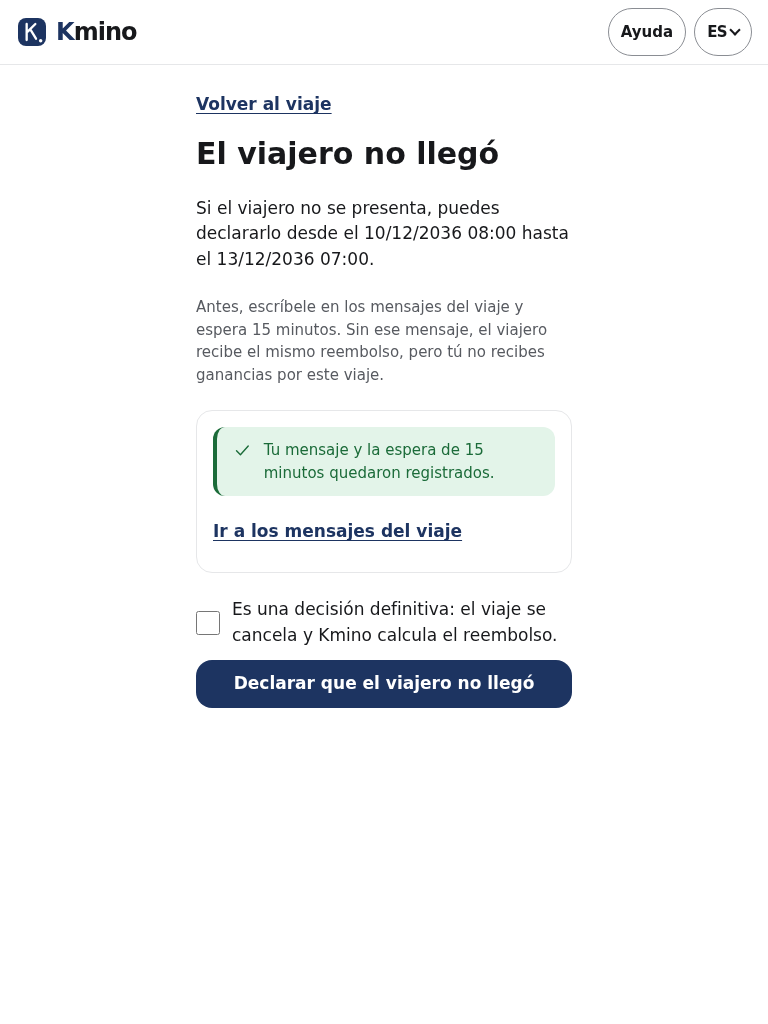 K. Kmino
Ayuda
ES
Volver al viaje
El viajero no llegó
Si el viajero no se presenta, puedes
declararlo desde el 10/12/2036 08:00 hasta
el 13/12/2036 07:00.
Antes, escríbele en los mensajes del viaje y
espera 15 minutos. Sin ese mensaje, el viajero
recibe el mismo reembolso, pero tú no recibes
ganancias por este viaje.
Tu mensaje y la espera de 15
minutos quedaron registrados.
Ir a los mensajes del viaje
Es una decisión definitiva: el viaje se
cancela y Kmino calcula el reembolso.
Declarar que el viajero no llegó